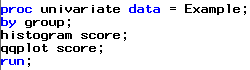 proc univariate data = Example;
by group;
histogram score;
qqplot score;
run;